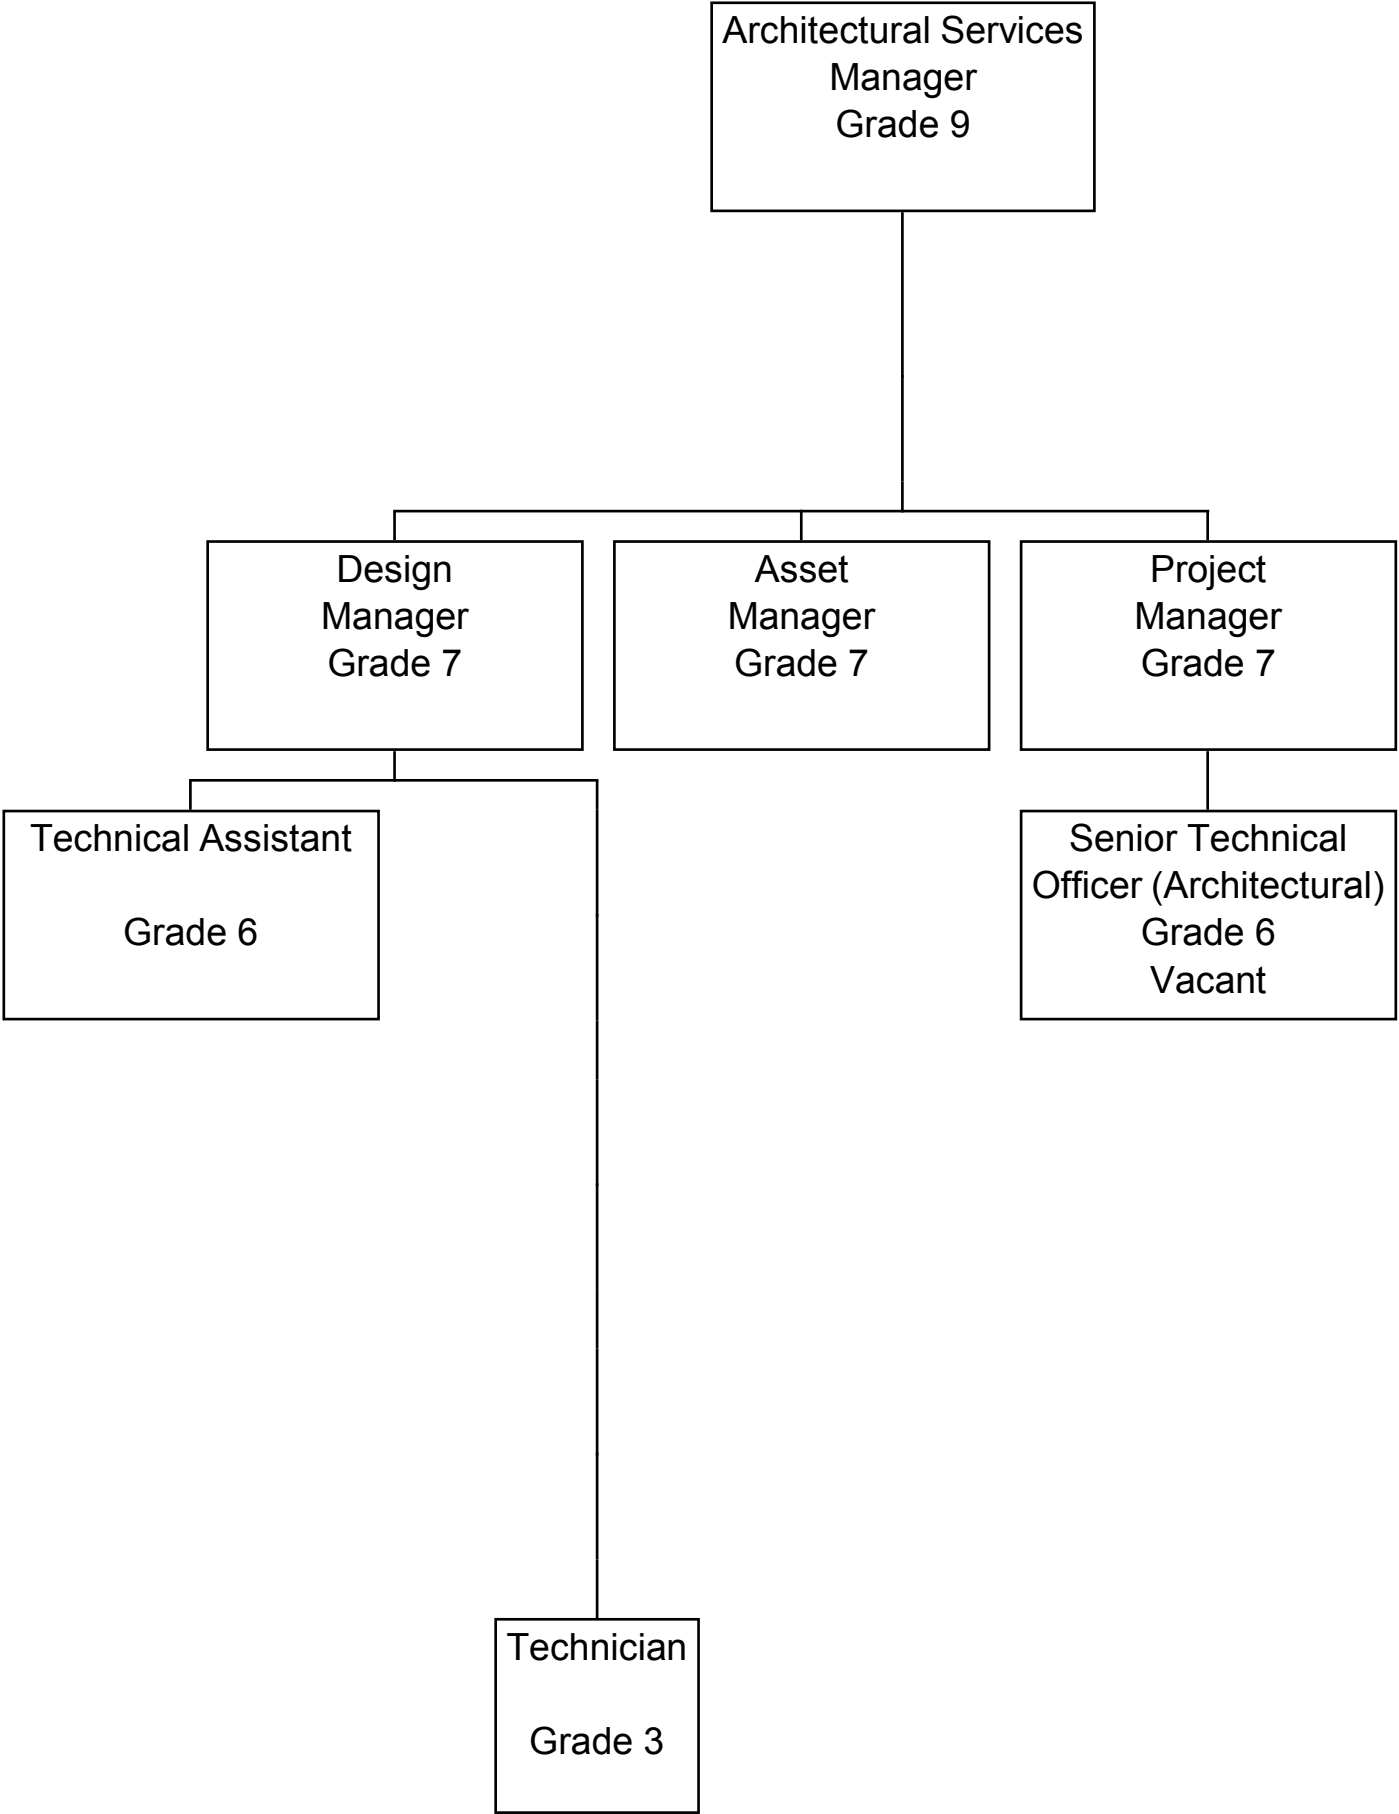 Architectural Services
Manager
Grade 9
Design
Manager
Grade 7
Asset
Manager
Grade 7
Project
Manager
Grade 7
Technical Assistant
Grade 6
Senior Technical
Officer (Architectural)
Grade 6
Vacant
Technician
Grade 3